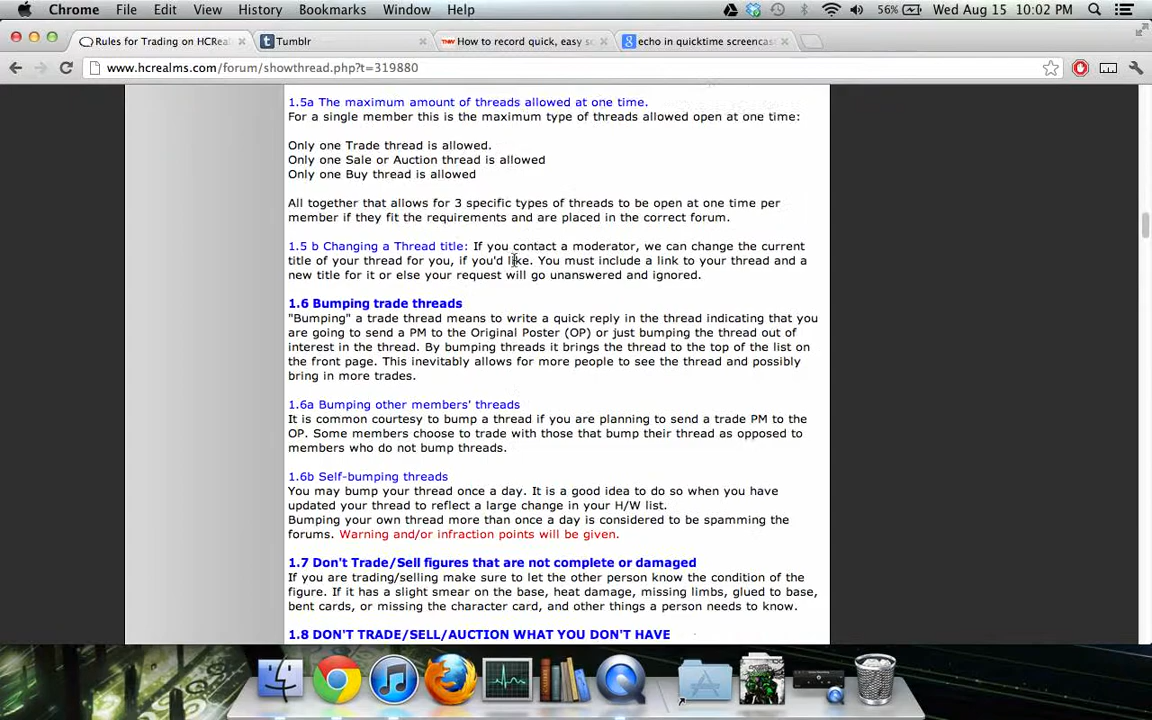 Chrome File Edit View History Bookmarks Window Help 56% Wed Aug 15 10:02 PM
Rules for Trading on HCReal Tumblr How to record quick, easy s echo in quicktime screencas
www.hcrealms.com/forum/showthread.php?t=319880
1.5a The maximum amount of threads allowed at one time.
For a single member this is the maximum type of threads allowed open at one time:
Only one Trade thread is allowed.
Only one Sale or Auction thread is allowed
Only one Buy thread is allowed
All together that allows for 3 specific types of threads to be open at one time per
member if they fit the requirements and are placed in the correct forum.
1.5 b Changing a Thread title: If you contact a moderator, we can change the current
title of your thread for you, if you'd like. You must include a link to your thread and a
new title for it or else your request will go unanswered and ignored.
1.6 Bumping trade threads
"Bumping" a trade thread means to write a quick reply in the thread indicating that you
are going to send a PM to the Original Poster (OP) or just bumping the thread out of
interest in the thread. By bumping threads it brings the thread to the top of the list on
the front page. This inevitably allows for more people to see the thread and possibly
bring in more trades.
1.6a Bumping other members' threads
It is common courtesy to bump a thread if you are planning to send a trade PM to the
OP. Some members choose to trade with those that bump their thread as opposed to
members who do not bump threads.
1.6b Self-bumping threads
You may bump your thread once a day. It is a good idea to do so when you have
updated your thread to reflect a large change in your H/W list.
Bumping your own thread more than once a day is considered to be spamming the
forums. Warning and/or infraction points will be given.
1.7 Don't Trade/Sell figures that are not complete or damaged
If you are trading/selling make sure to let the other person know the condition of the
figure. If it has a slight smear on the base, heat damage, missing limbs, glued to base,
bent cards, or missing the character card, and other things a person needs to know.
1.8 DON'T TRADE/SELL/AUCTION WHAT YOU DON'T HAVE